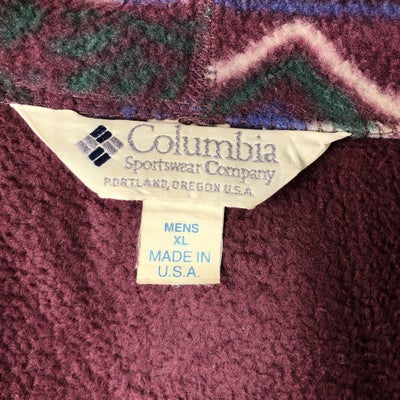 Columbia
Sportswear Company
PORTLAND, OREGON U.S.A.
MENS
XL
MADE IN
U.S.A.